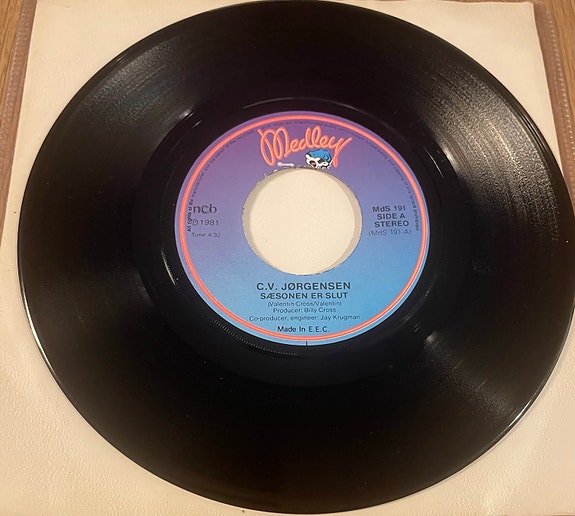 Medley
Records
ncb
℗ 1981
Time 4:32
MdS 191
SIDE A
STEREO
(MdS 191-A)
C.V. JØRGENSEN
SÆSONEN ER SLUT
(Valentin-Cross/Valentin)
Producer: Billy Cross
Co-producer, engineer: Jay Krugman
Made In E.E.C.